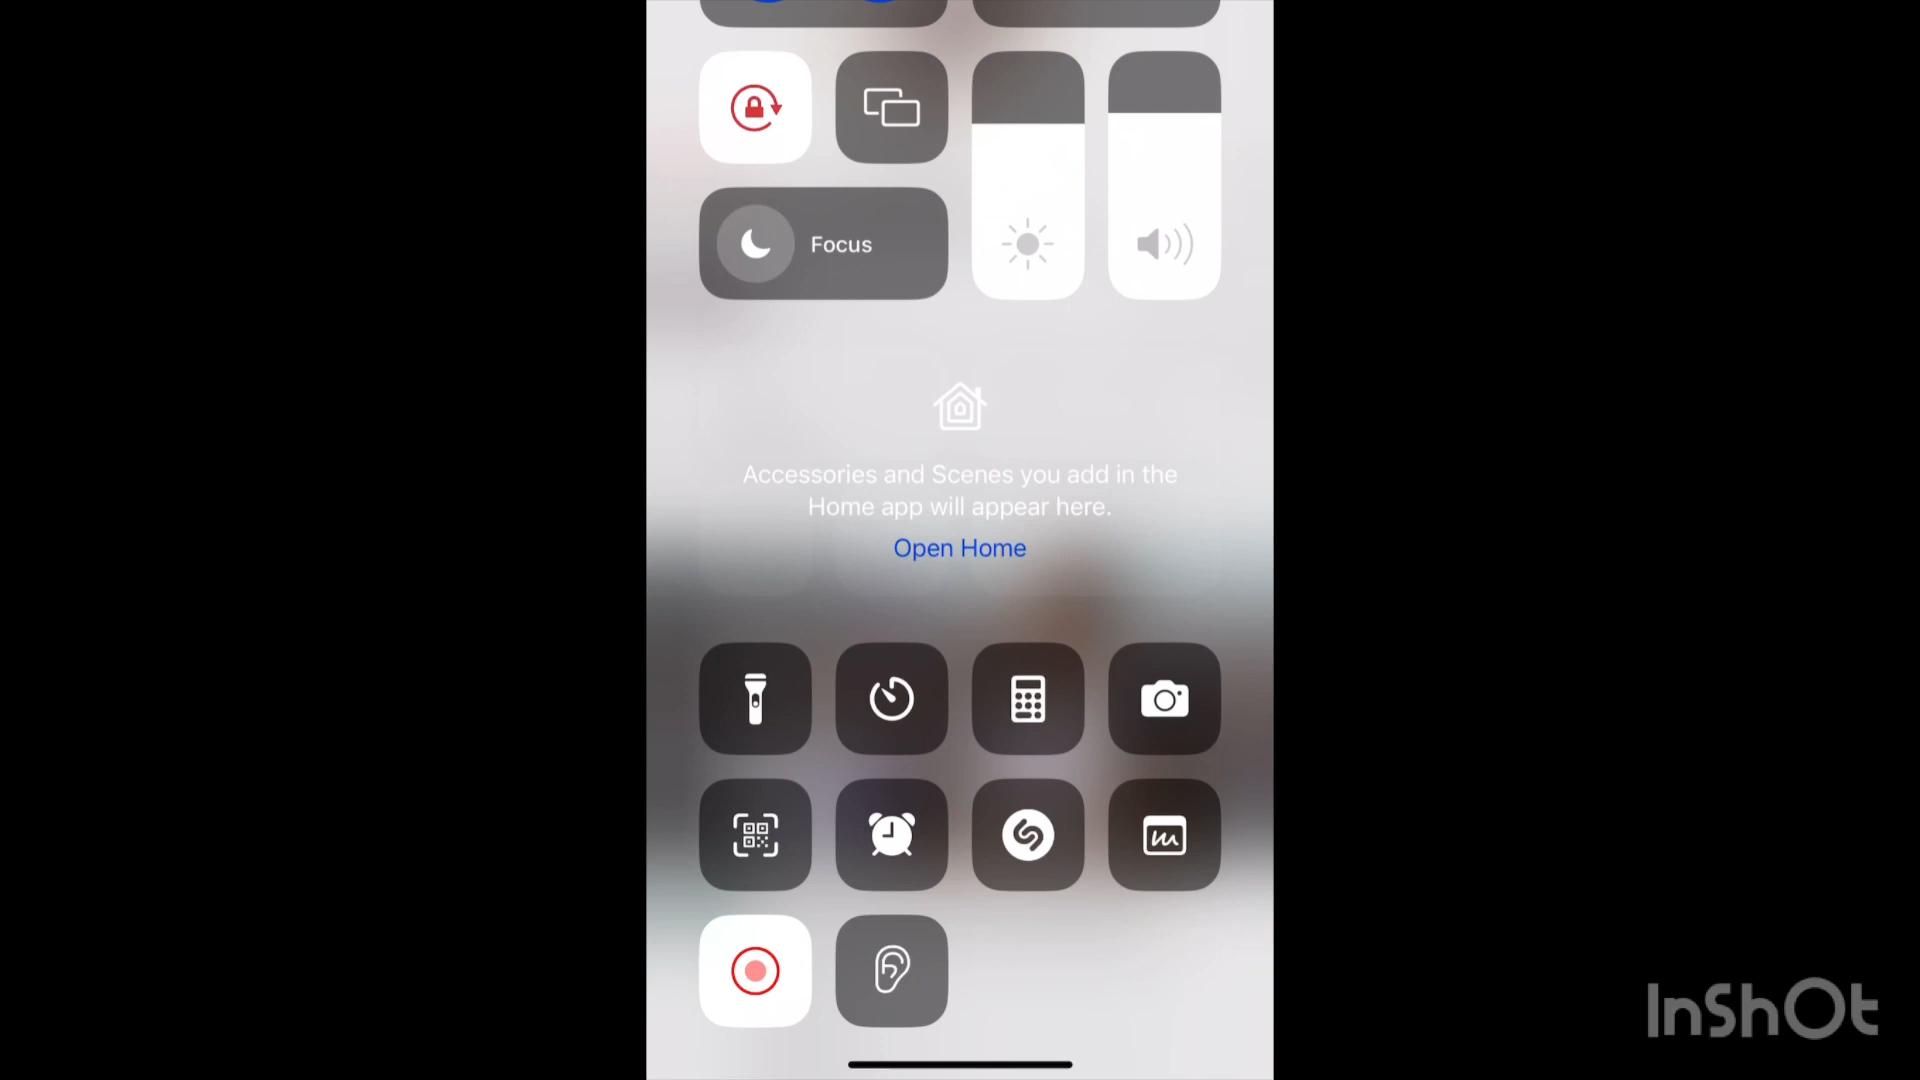 Focus
Accessories and Scenes you add in the
Home app will appear here.
Open Home
InShOt